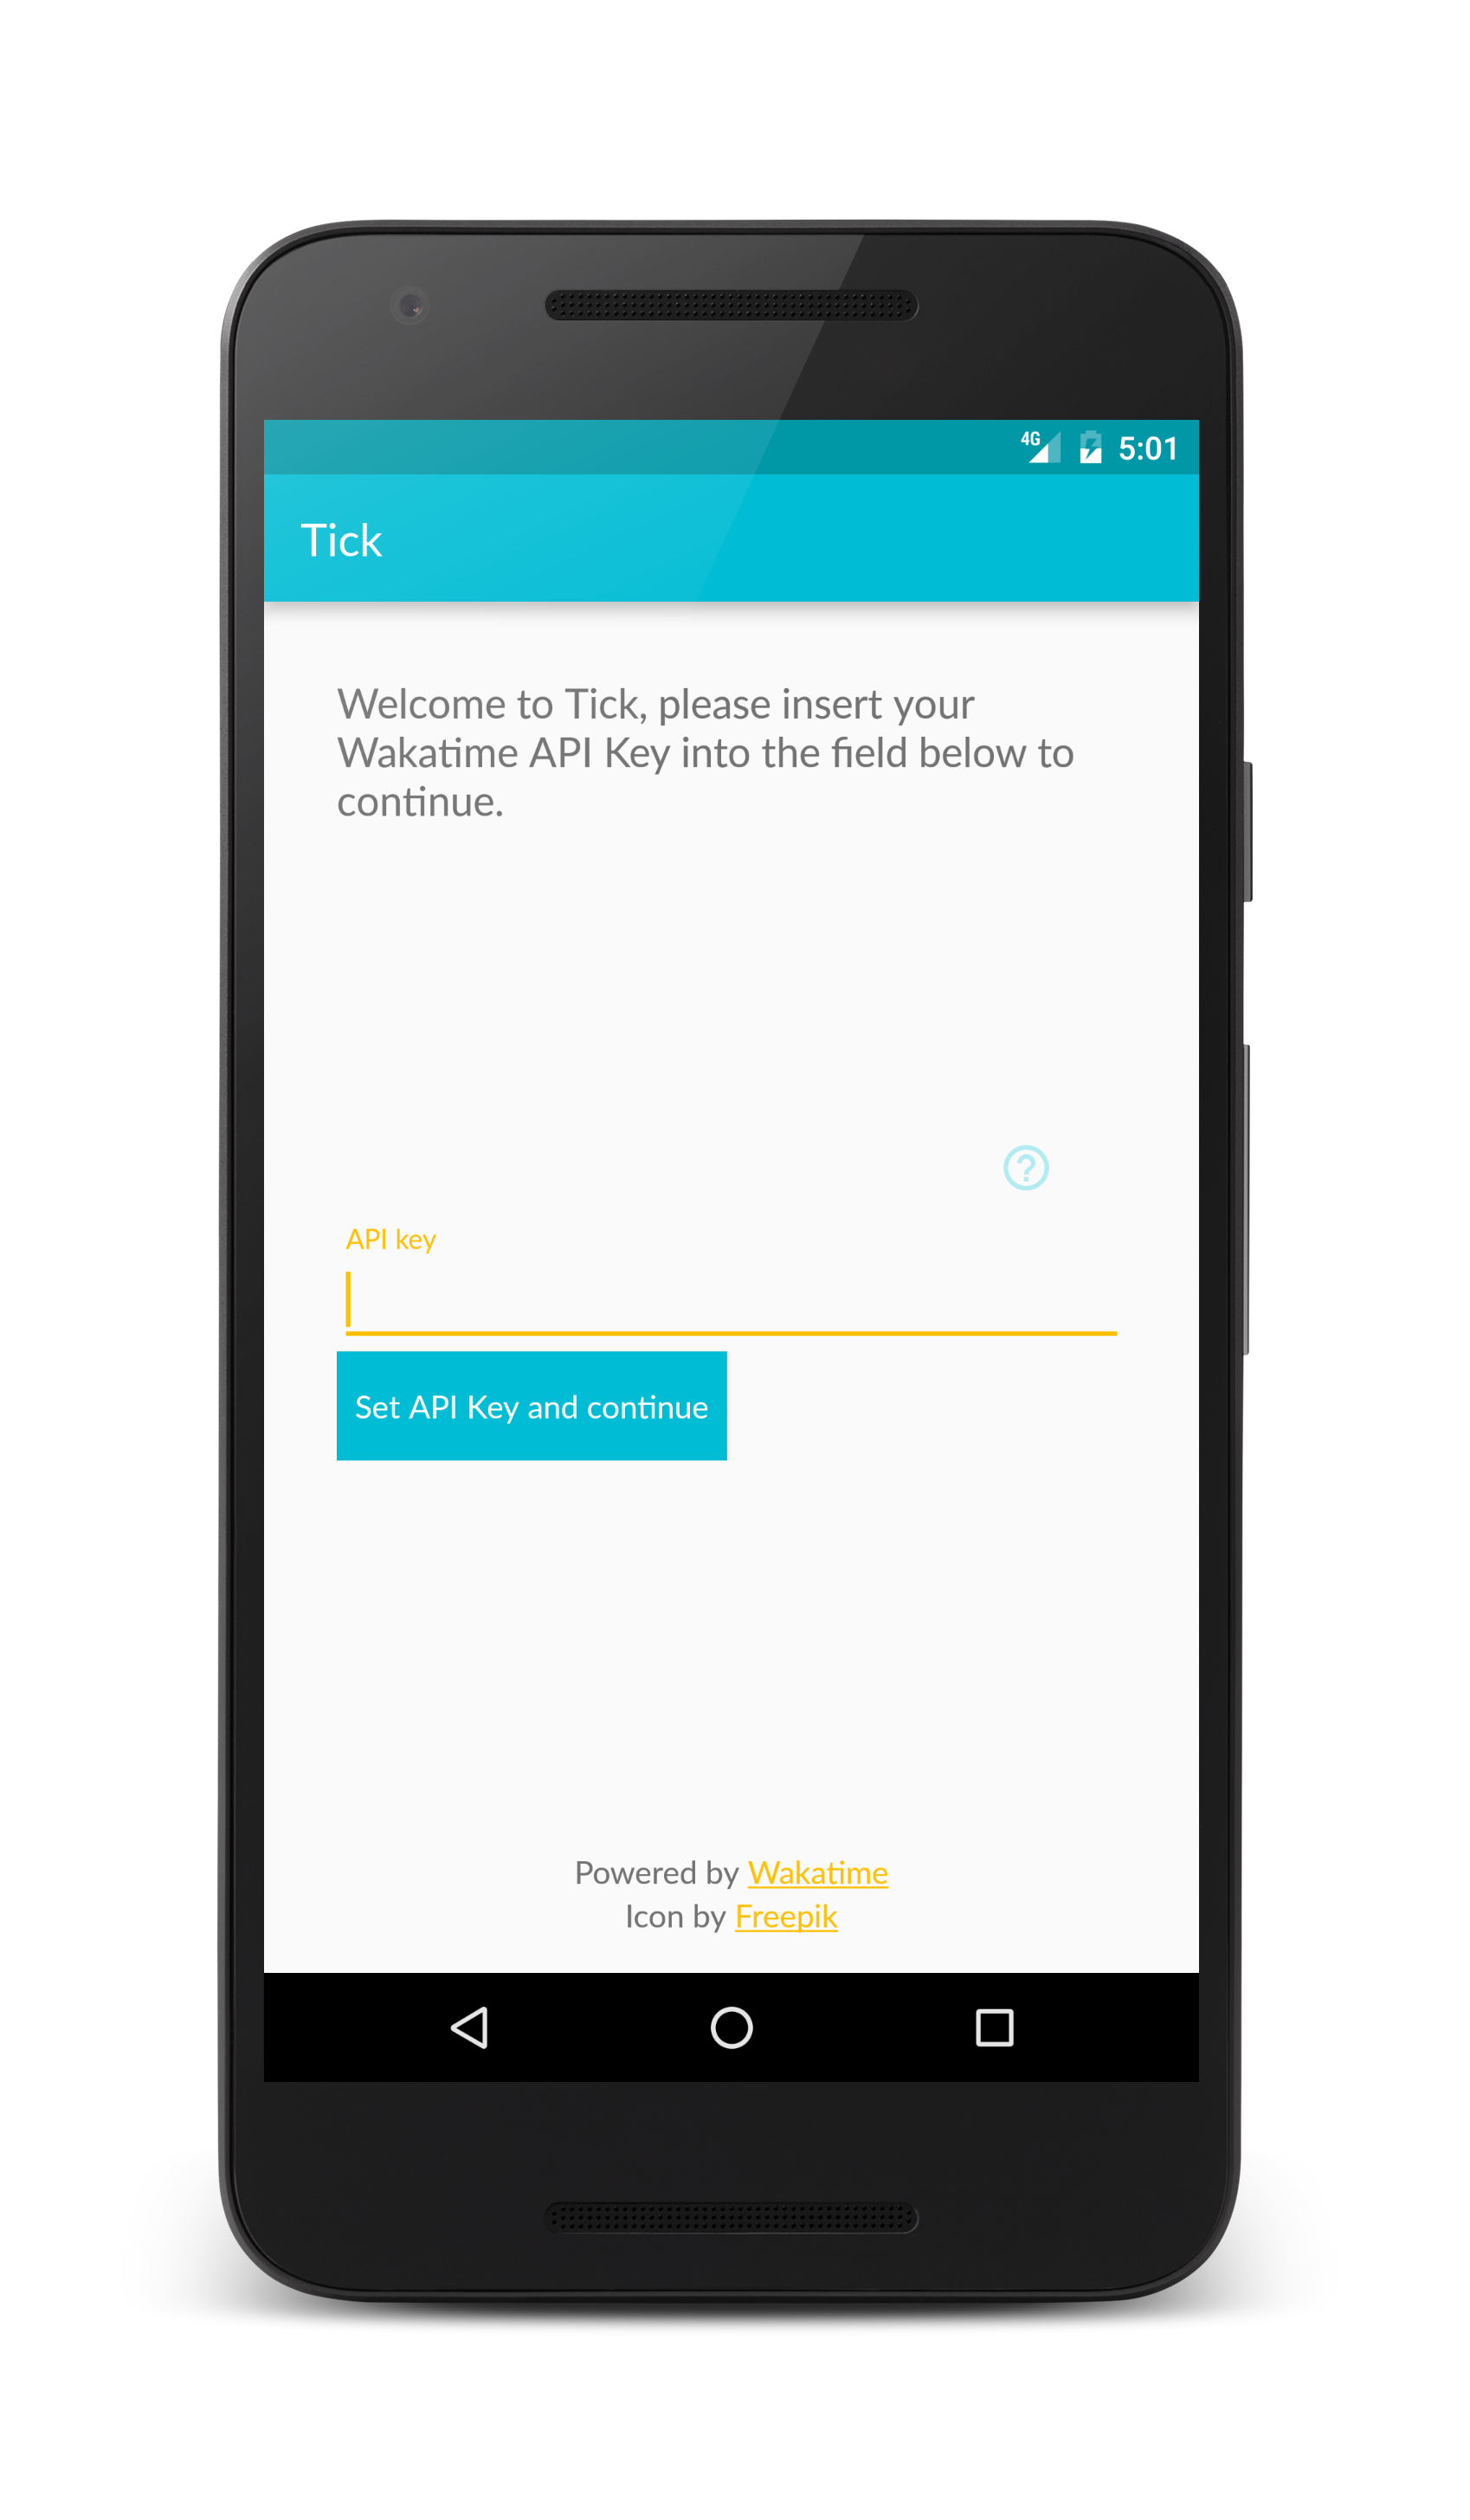 4G 5:01
Tick
Welcome to Tick, please insert your
Wakatime API Key into the field below to
continue.
?
API key
Set API Key and continue
Powered by Wakatime
Icon by Freepik